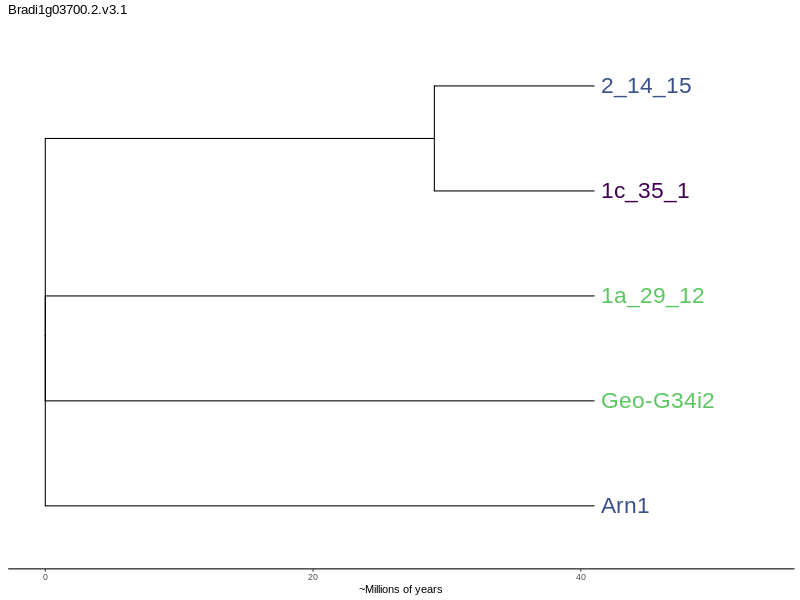 Bradi1g03700.2.v3.1
2_14_15
1c_35_1
1a_29_12
Geo-G34i2
Arn1
0 20 40
~Millions of years